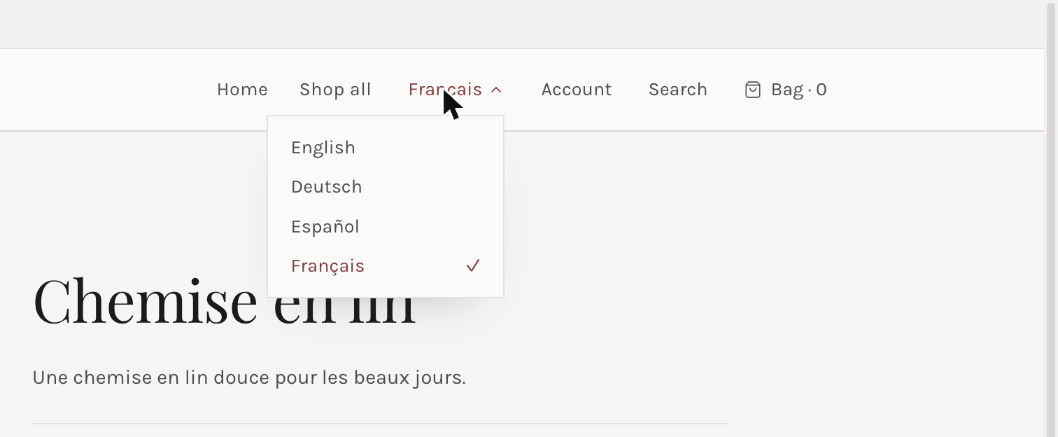 Home Shop all Français Account Search Bag · 0
English
Deutsch
Español
Français
Chemise en lin
Une chemise en lin douce pour les beaux jours.